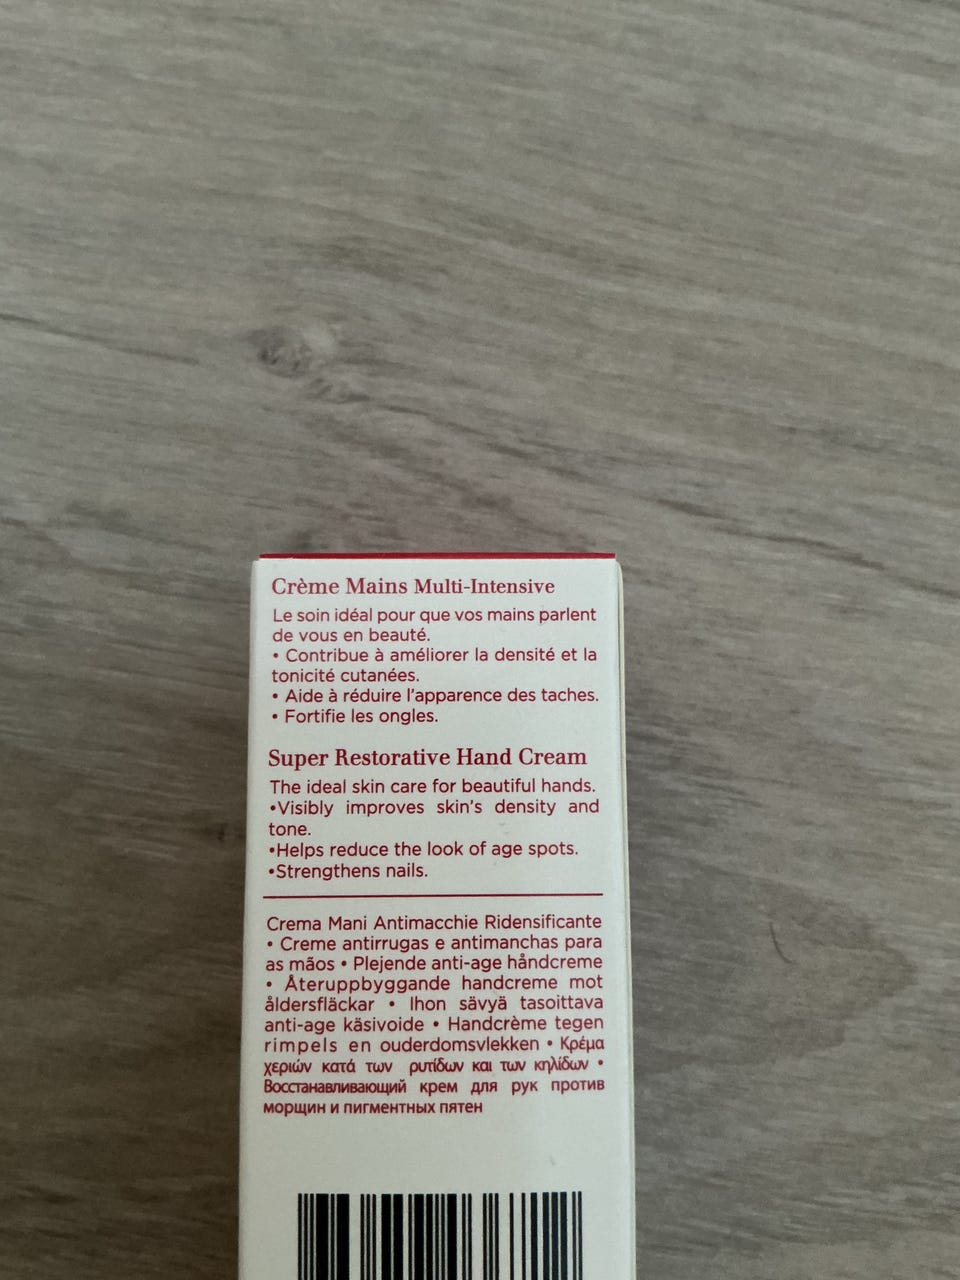 Crème Mains Multi-Intensive
Le soin idéal pour que vos mains parlent
de vous en beauté.
• Contribue à améliorer la densité et la
tonicité cutanées.
• Aide à réduire l'apparence des taches.
• Fortifie les ongles.
Super Restorative Hand Cream
The ideal skin care for beautiful hands.
•Visibly improves skin's density and
tone.
•Helps reduce the look of age spots.
•Strengthens nails.
Crema Mani Antimacchie Ridensificante
• Creme antirrugas e antimanchas para
as mãos • Plejende anti-age håndcreme
• Återuppbyggande handcreme mot
åldersfläckar • Ihon sävyä tasoittava
anti-age käsivoide • Handcrème tegen
rimpels en ouderdomsvlekken • Κρέμα
χεριών κατά των ρυτίδων και των κηλίδων •
Восстанавливающий крем для рук против
морщин и пигментных пятен